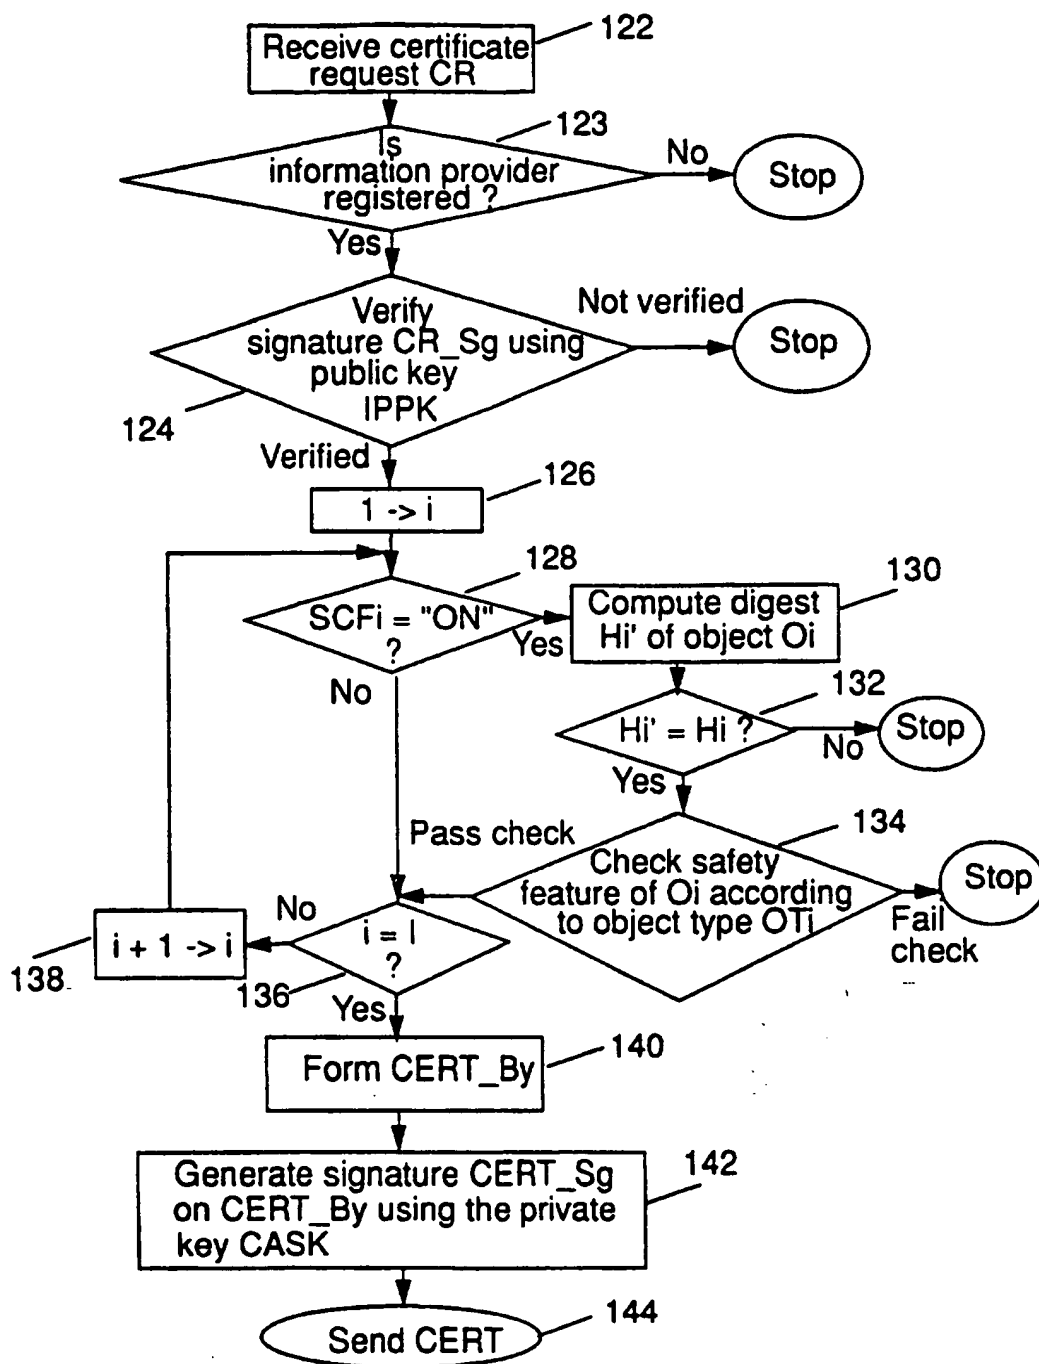 Receive certificate
request CR
122
123
Is
information provider
registered ?
No
Stop
Yes
Verify
signature CR_Sg using
public key
IPPK
Not verified
Stop
124
Verified
126
1 -> i
128
SCFi = "ON"
?
Yes
No
130
Compute digest
Hi' of object Oi
132
Hi' = Hi ?
No
Stop
Yes
134
Pass check
Check safety
feature of Oi according
to object type OTi
Stop
Fail
check
No
i = I
?
i + 1 -> i
138
136
Yes
140
Form CERT_By
142
Generate signature CERT_Sg
on CERT_By using the private
key CASK
144
Send CERT